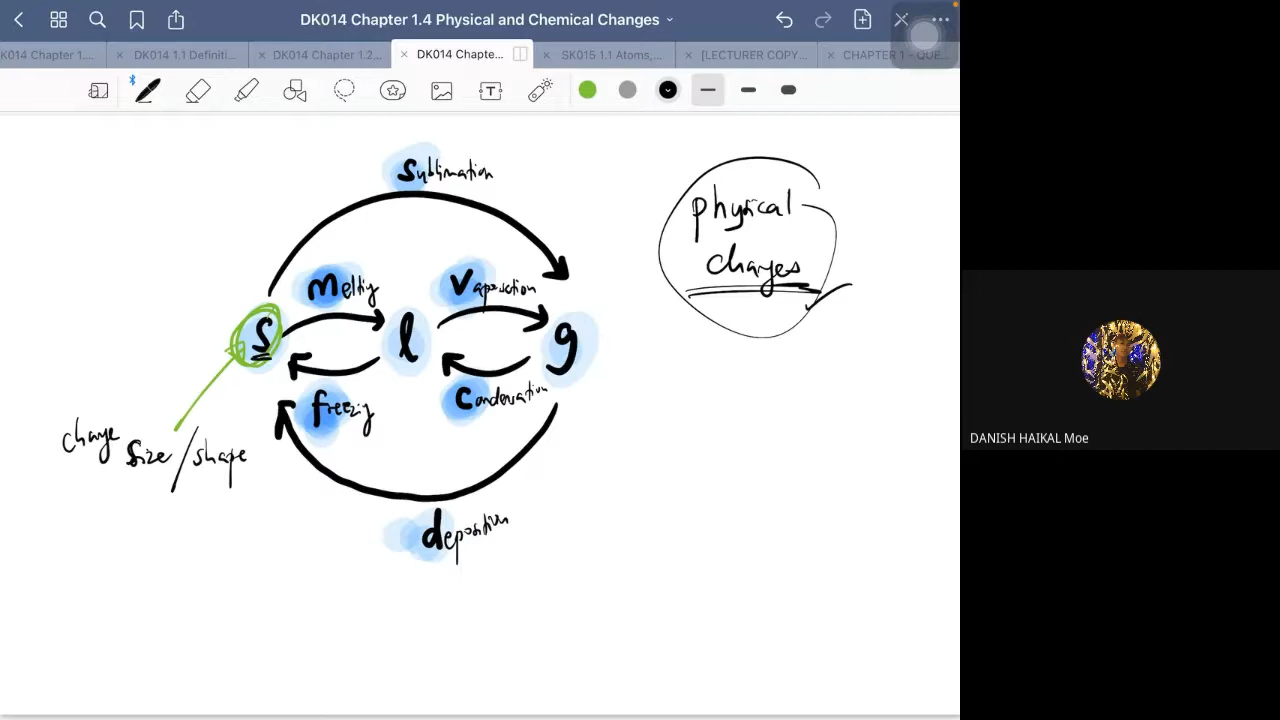 DK014 Chapter 1.4 Physical and Chemical Changes
K014 Chapter 1....
DK014 1.1 Definiti...
DK014 Chapter 1.2...
DK014 Chapte...
SK015 1.1 Atoms,...
[LECTURER COPY...
CHAPTER 1 - QUE...
T
Sublimation
physical
changes
Melting
Vaporization
S
l
g
freezing
Condensation
change size/shape
deposition
DANISH HAIKAL Moe